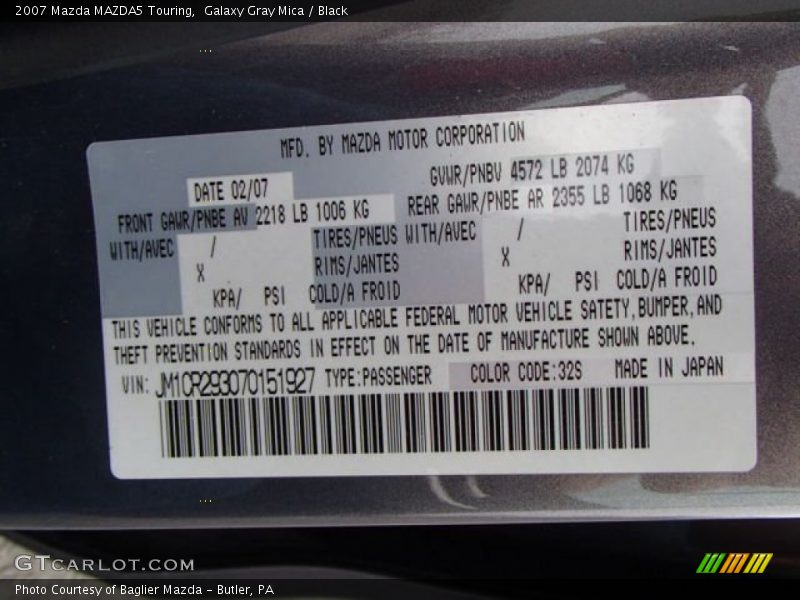 2007 Mazda MAZDA5 Touring,  Galaxy Gray Mica / Black
MFD. BY MAZDA MOTOR CORPORATION
GVWR/PNBV 4572 LB 2074 KG
DATE 02/07
FRONT GAWR/PNBE AV 2218 LB 1006 KG
REAR GAWR/PNBE AR 2355 LB 1068 KG
WITH/AVEC / TIRES/PNEUS WITH/AVEC / TIRES/PNEUS
X RIMS/JANTES X RIMS/JANTES
KPA/ PSI COLD/A FROID KPA/ PSI COLD/A FROID
THIS VEHICLE CONFORMS TO ALL APPLICABLE FEDERAL MOTOR VEHICLE SAFETY,BUMPER,AND
THEFT PREVENTION STANDARDS IN EFFECT ON THE DATE OF MANUFACTURE SHOWN ABOVE.
VIN: JM1CR293070151927 TYPE:PASSENGER COLOR CODE:32S MADE IN JAPAN
GTCARLOT.COM
Photo Courtesy of Baglier Mazda - Butler, PA